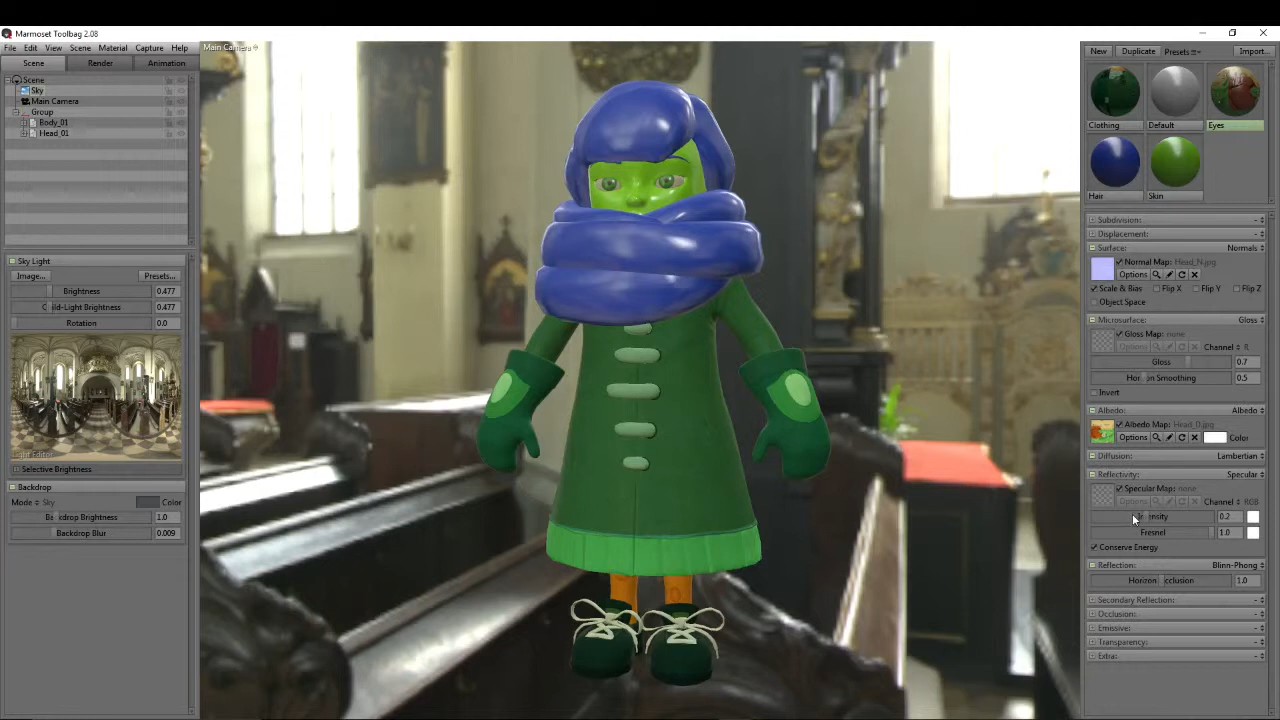 Marmoset Toolbag 2.08
File Edit View Scene Material Capture Help
Scene Render Animation
Scene
Sky
Main Camera
Group
Body_01
Head_01
Sky Light
Image... Presets...
Brightness 0.477
Light Brightness 0.477
Rotation 0.0
Light Editor
Selective Brightness
Backdrop
Mode Sky Color
Backdrop Brightness 1.0
Backdrop Blur 0.009
Main Camera
New Duplicate Presets Import...
Clothing Default Eyes
Hair Skin
Subdivision: -
Displacement: -
Surface: Normals
Normal Map: Head_N.jpg
Options
Scale & Bias Flip X Flip Y Flip Z
Object Space
Microsurface: Gloss
Gloss Map: none
Options Channel R
Gloss 0.7
Horizon Smoothing 0.5
Invert
Albedo: Albedo
Albedo Map: Head_D.jpg
Options Color
Diffusion: Lambertian
Reflectivity: Specular
Specular Map: none
Options Channel RGB
Intensity 0.2
Fresnel 1.0
Conserve Energy
Reflection: Blinn-Phong
Horizon Occlusion 1.0
Secondary Reflection: -
Occlusion: -
Emissive: -
Transparency: -
Extra: -